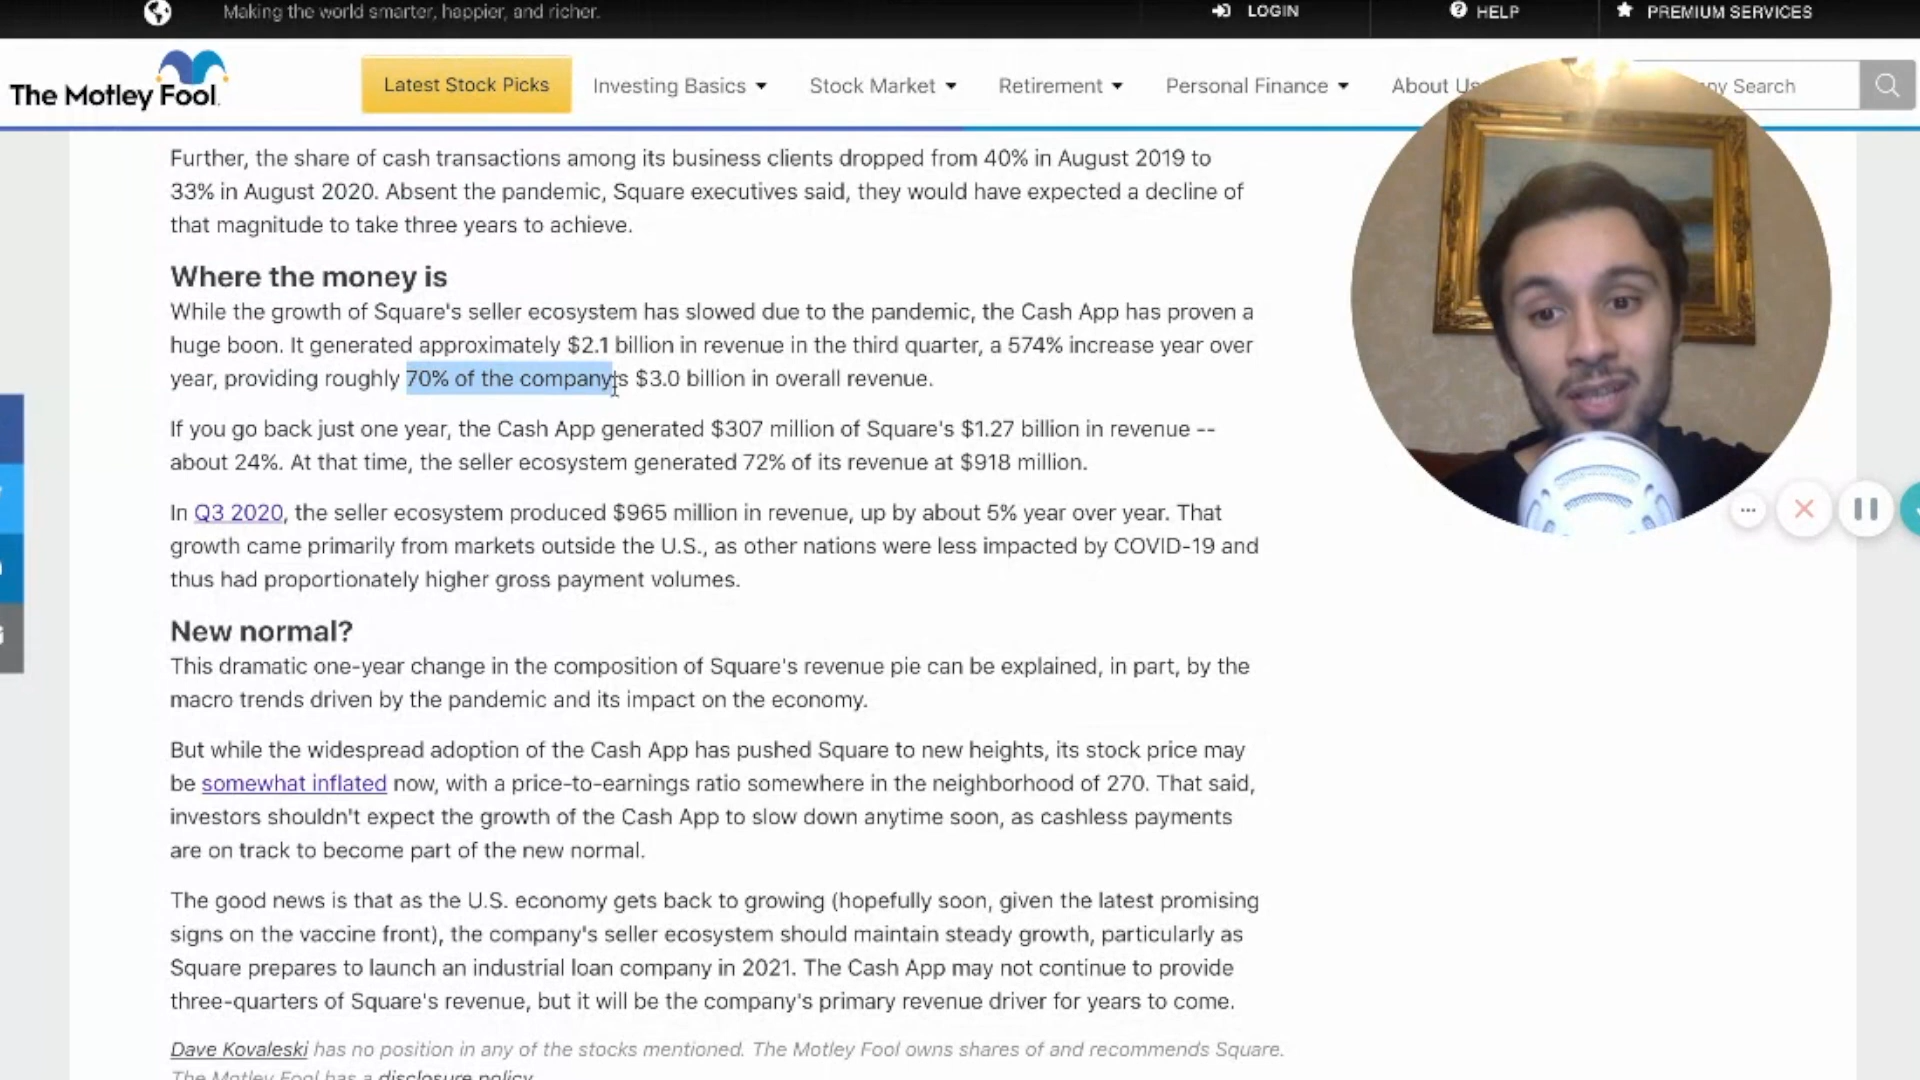 Making the world smarter, happier, and richer.
LOGIN
HELP
PREMIUM SERVICES
The Motley Fool.
Latest Stock Picks
Investing Basics
Stock Market
Retirement
Personal Finance
About Us
Search
Further, the share of cash transactions among its business clients dropped from 40% in August 2019 to
33% in August 2020. Absent the pandemic, Square executives said, they would have expected a decline of
that magnitude to take three years to achieve.
Where the money is
While the growth of Square's seller ecosystem has slowed due to the pandemic, the Cash App has proven a
huge boon. It generated approximately $2.1 billion in revenue in the third quarter, a 574% increase year over
year, providing roughly 70% of the company's $3.0 billion in overall revenue.
If you go back just one year, the Cash App generated $307 million of Square's $1.27 billion in revenue --
about 24%. At that time, the seller ecosystem generated 72% of its revenue at $918 million.
In Q3 2020, the seller ecosystem produced $965 million in revenue, up by about 5% year over year. That
growth came primarily from markets outside the U.S., as other nations were less impacted by COVID-19 and
thus had proportionately higher gross payment volumes.
New normal?
This dramatic one-year change in the composition of Square's revenue pie can be explained, in part, by the
macro trends driven by the pandemic and its impact on the economy.
But while the widespread adoption of the Cash App has pushed Square to new heights, its stock price may
be somewhat inflated now, with a price-to-earnings ratio somewhere in the neighborhood of 270. That said,
investors shouldn't expect the growth of the Cash App to slow down anytime soon, as cashless payments
are on track to become part of the new normal.
The good news is that as the U.S. economy gets back to growing (hopefully soon, given the latest promising
signs on the vaccine front), the company's seller ecosystem should maintain steady growth, particularly as
Square prepares to launch an industrial loan company in 2021. The Cash App may not continue to provide
three-quarters of Square's revenue, but it will be the company's primary revenue driver for years to come.
Dave Kovaleski has no position in any of the stocks mentioned. The Motley Fool owns shares of and recommends Square.
The Motley Fool has a disclosure policy.